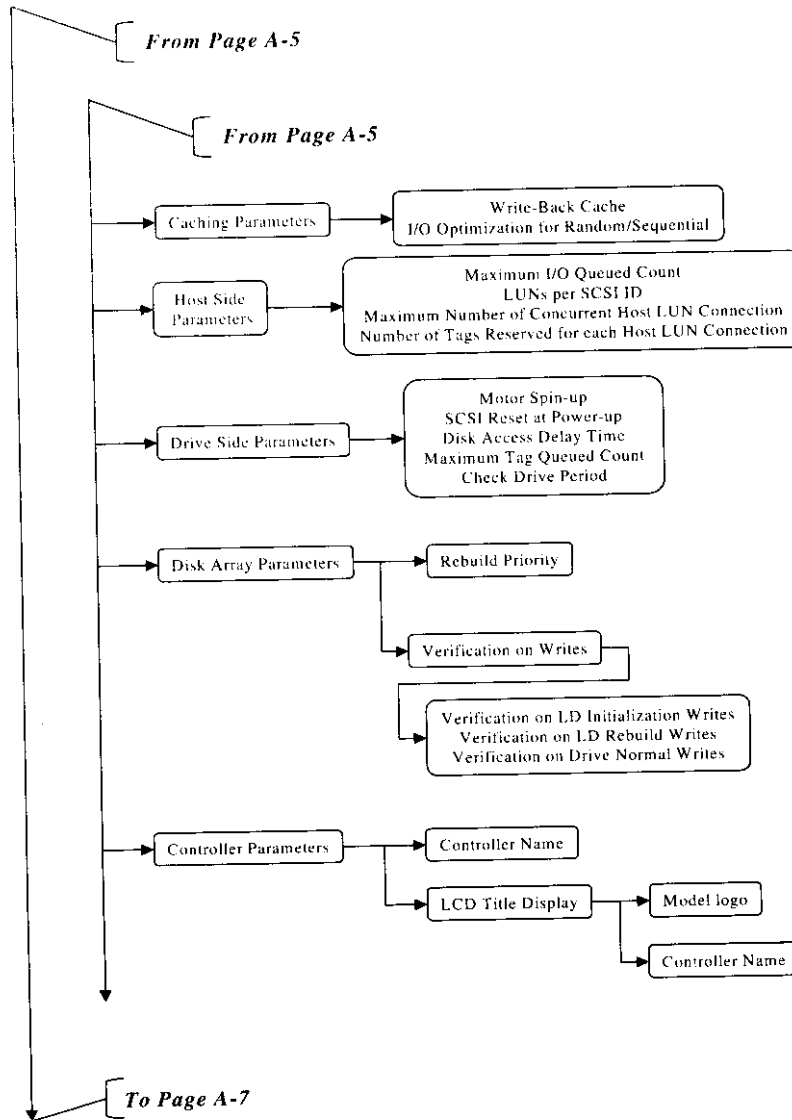 From Page A-5
From Page A-5
Caching Parameters
Write-Back Cache
I/O Optimization for Random/Sequential
Host Side
Parameters
Maximum I/O Queued Count
LUNs per SCSI ID
Maximum Number of Concurrent Host LUN Connection
Number of Tags Reserved for each Host LUN Connection
Drive Side Parameters
Motor Spin-up
SCSI Reset at Power-up
Disk Access Delay Time
Maximum Tag Queued Count
Check Drive Period
Disk Array Parameters
Rebuild Priority
Verification on Writes
Verification on LD Initialization Writes
Verification on LD Rebuild Writes
Verification on Drive Normal Writes
Controller Parameters
Controller Name
LCD Title Display
Model logo
Controller Name
To Page A-7